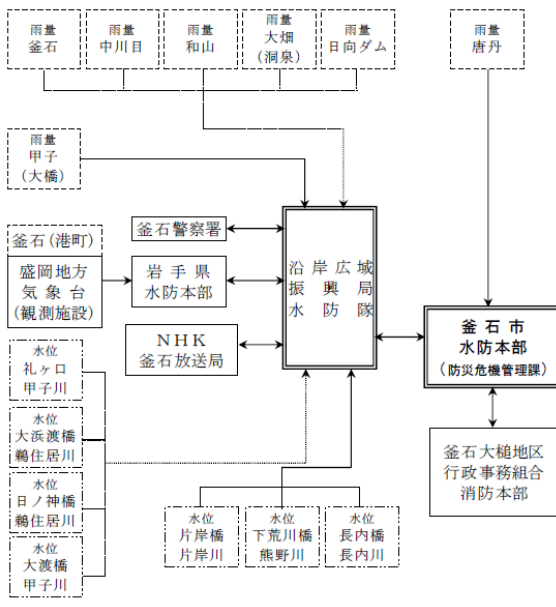 雨量
釜石
雨量
中川目
雨量
和山
雨量
大畑
(洞泉)
雨量
日向ダム
雨量
唐丹
雨量
甲子
(大橋)
釜石(港町)
盛岡地方
気象台
(観測施設)
釜石警察署
岩手県
水防本部
NHK
釜石放送局
沿岸広域
振興局
水防隊
釜石市
水防本部
(防災危機管理課)
釜石大槌地区
行政事務組合
消防本部
水位
礼ヶ口
甲子川
水位
大浜渡橋
鵜住居川
水位
日ノ神橋
鵜住居川
水位
大渡橋
甲子川
水位
片岸橋
片岸川
水位
下荒川橋
熊野川
水位
長内橋
長内川